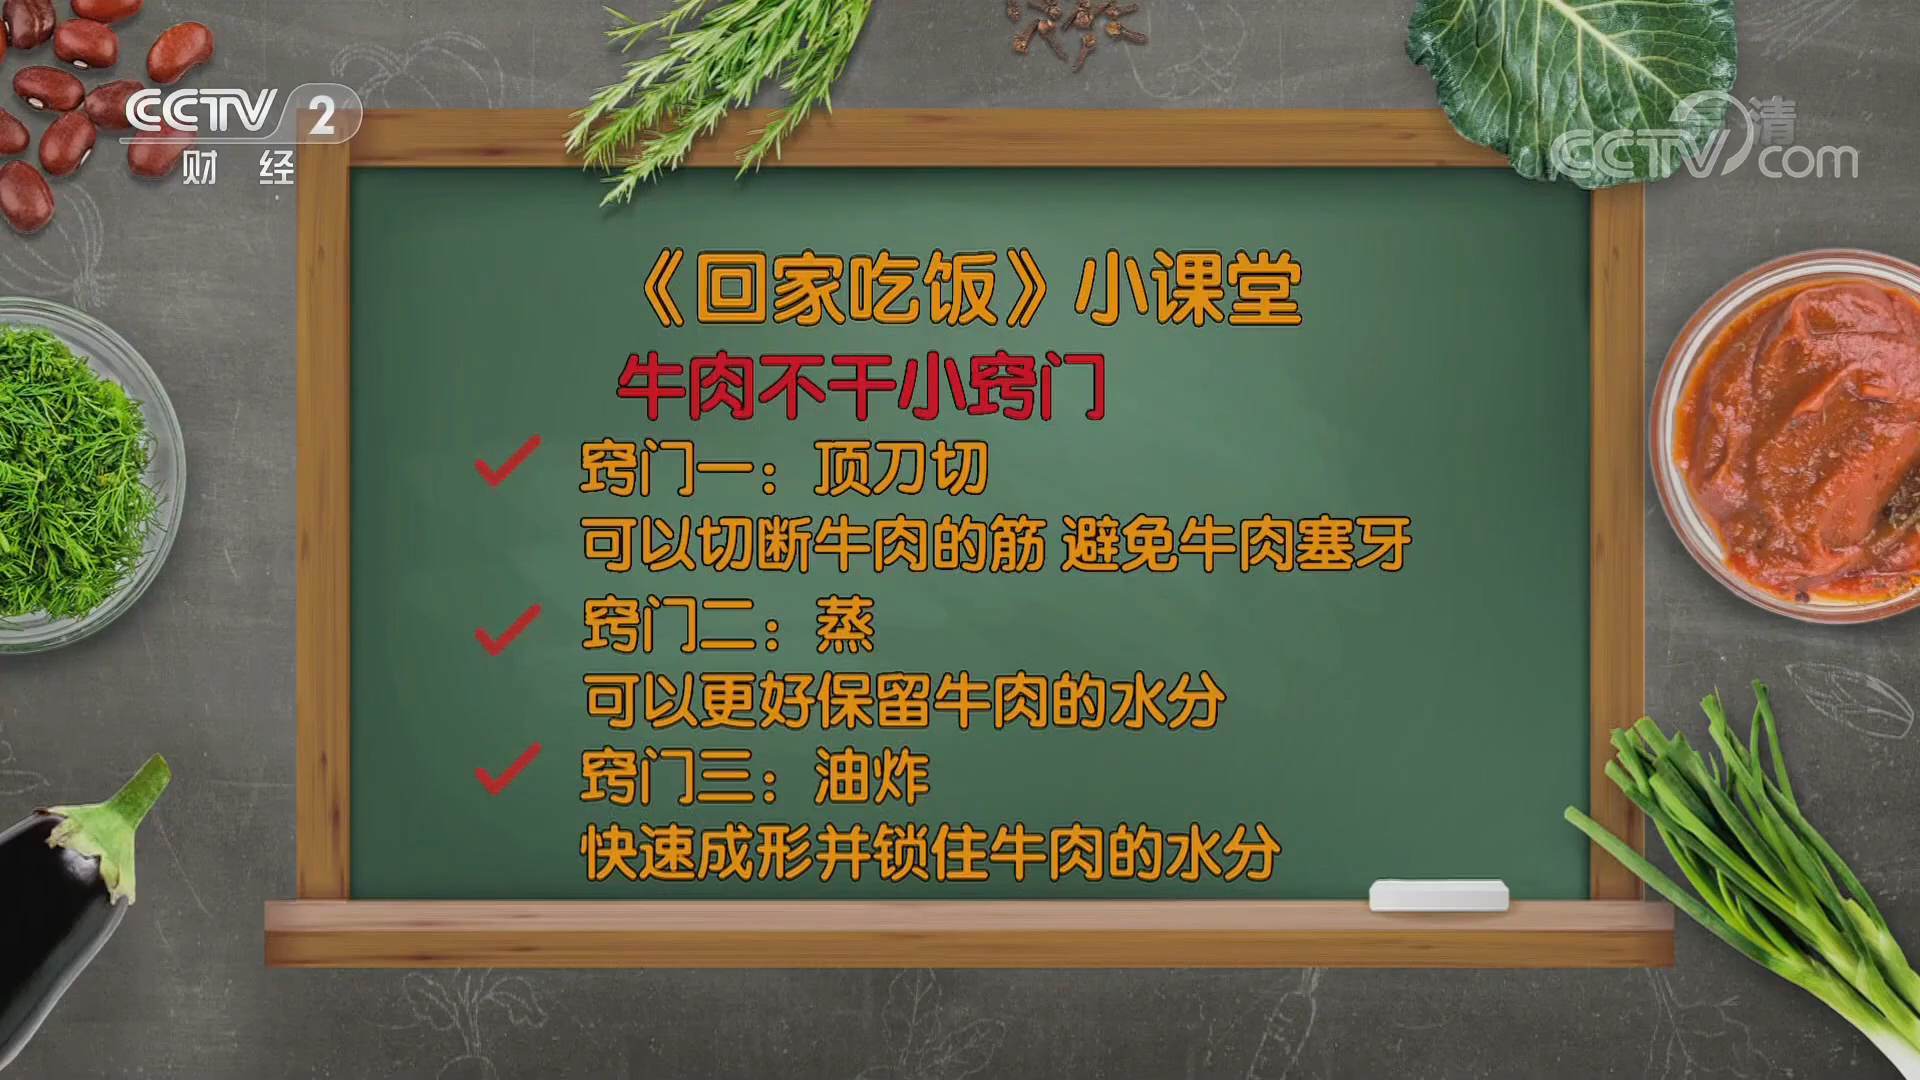 CCTV 2
财 经
CCTV.com
《回家吃饭》小课堂
牛肉不干小窍门
窍门一：顶刀切
可以切断牛肉的筋 避免牛肉塞牙
窍门二：蒸
可以更好保留牛肉的水分
窍门三：油炸
快速成形并锁住牛肉的水分